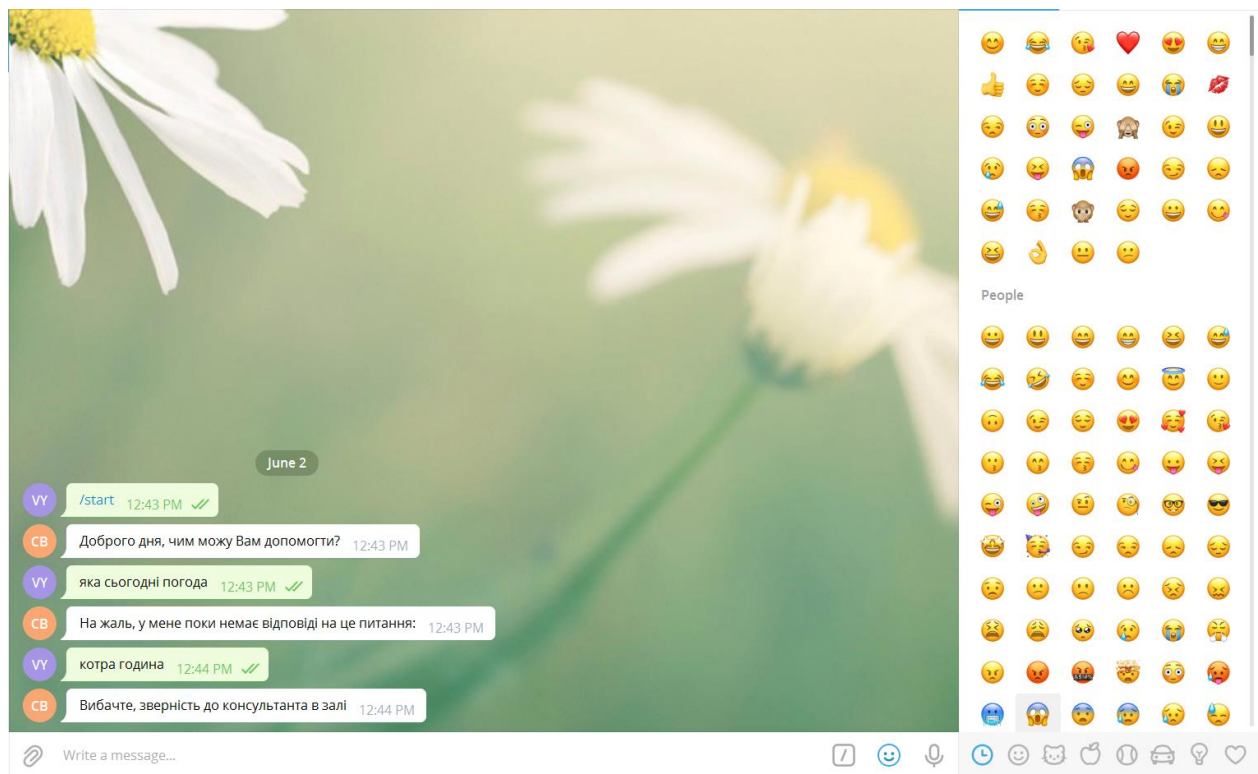 June 2
VY
/start 12:43 PM
CB
Доброго дня, чим можу Вам допомогти? 12:43 PM
VY
яка сьогодні погода 12:43 PM
CB
На жаль, у мене поки немає відповіді на це питання: 12:43 PM
VY
котра година 12:44 PM
CB
Вибачте, зверність до консультанта в залі 12:44 PM
Write a message...
People